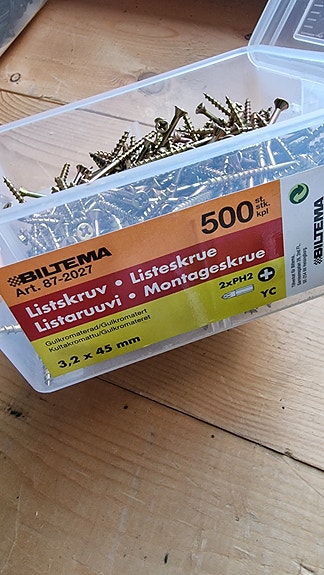 500 st. stk. kpl
BILTEMA
Art. 87-2027
Listskruv • Listeskrue
Listaruuvi • Montageskrue
Gulkromaterad/Gulkromatert
Kultakromattu/Gulkromateret
3,2 x 45 mm
2xPH2
YC
BILTEMA